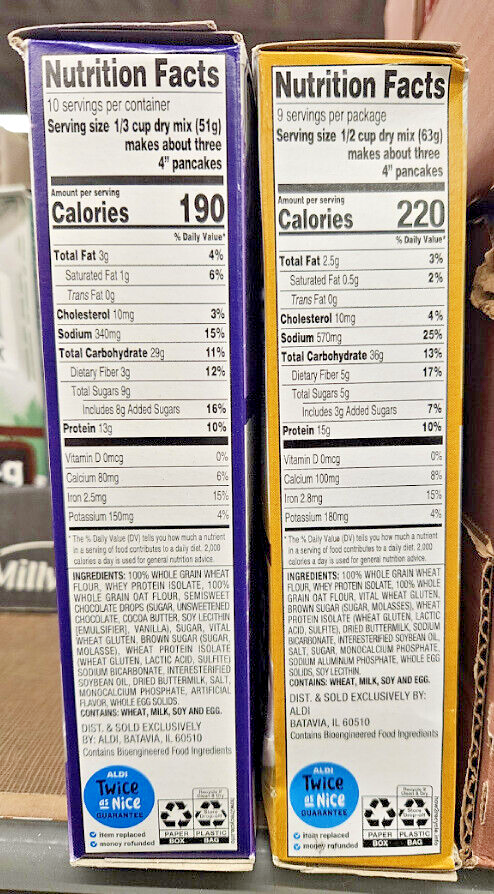 Nutrition Facts
10 servings per container
Serving size 1/3 cup dry mix (51g)
makes about three
4" pancakes
Amount per serving
Calories 190
% Daily Value*
Total Fat 3g 4%
Saturated Fat 1g 6%
Trans Fat 0g
Cholesterol 10mg 3%
Sodium 340mg 15%
Total Carbohydrate 29g 11%
Dietary Fiber 3g 12%
Total Sugars 9g
Includes 8g Added Sugars 16%
Protein 13g 10%
Vitamin D 0mcg 0%
Calcium 80mg 6%
Iron 2.5mg 15%
Potassium 150mg 4%
*The % Daily Value (DV) tells you how much a nutrient
in a serving of food contributes to a daily diet. 2,000
calories a day is used for general nutrition advice.
INGREDIENTS: 100% WHOLE GRAIN WHEAT
FLOUR, WHEY PROTEIN ISOLATE, 100%
WHOLE GRAIN OAT FLOUR, SEMISWEET
CHOCOLATE DROPS (SUGAR, UNSWEETENED
CHOCOLATE, COCOA BUTTER, SOY LECITHIN
[EMULSIFIER], VANILLA), SUGAR, VITAL
WHEAT GLUTEN, BROWN SUGAR (SUGAR,
MOLASSE), WHEAT PROTEIN ISOLATE
(WHEAT GLUTEN, LACTIC ACID, SULFITE)
SODIUM BICARBONATE, INTERESTERIFIED
SOYBEAN OIL, DRIED BUTTERMILK, SALT,
MONOCALCIUM PHOSPHATE, ARTIFICIAL
FLAVOR, WHOLE EGG SOLIDS.
CONTAINS: WHEAT, MILK, SOY AND EGG.
DIST. & SOLD EXCLUSIVELY
BY: ALDI, BATAVIA, IL 60510
Contains Bioengineered Food Ingredients
ALDI
Twice
as Nice
GUARANTEE
item replaced
money refunded
Recycle if
Clean & Dry
Store
Drop-off
PAPER PLASTIC
BOX BAG
how2recycle.info
Nutrition Facts
9 servings per package
Serving size 1/2 cup dry mix (63g)
makes about three
4" pancakes
Amount per serving
Calories 220
% Daily Value*
Total Fat 2.5g 3%
Saturated Fat 0.5g 2%
Trans Fat 0g
Cholesterol 10mg 4%
Sodium 570mg 25%
Total Carbohydrate 36g 13%
Dietary Fiber 5g 17%
Total Sugars 5g
Includes 3g Added Sugars 7%
Protein 15g 10%
Vitamin D 0mcg 0%
Calcium 100mg 8%
Iron 2.8mg 15%
Potassium 180mg 4%
*The % Daily Value (DV) tells you how much a nutrient
in a serving of food contributes to a daily diet. 2,000
calories a day is used for general nutrition advice.
INGREDIENTS: 100% WHOLE GRAIN WHEAT
FLOUR, WHEY PROTEIN ISOLATE, 100% WHOLE
GRAIN OAT FLOUR, VITAL WHEAT GLUTEN,
BROWN SUGAR (SUGAR, MOLASSES), WHEAT
PROTEIN ISOLATE (WHEAT GLUTEN, LACTIC
ACID, SULFITE), DRIED BUTTERMILK, SODIUM
BICARBONATE, INTERESTERIFIED SOYBEAN OIL,
SALT, SUGAR, MONOCALCIUM PHOSPHATE,
SODIUM ALUMINUM PHOSPHATE, WHOLE EGG
SOLIDS, SOY LECITHIN.
CONTAINS: WHEAT, MILK, SOY AND EGG.
DIST. & SOLD EXCLUSIVELY BY:
ALDI
BATAVIA, IL 60510
Contains Bioengineered Food Ingredients
ALDI
Twice
as Nice
GUARANTEE
item replaced
money refunded
Recycle if
Clean & Dry
Store
Drop-off
PAPER PLASTIC
BOX BAG
how2recycle.info